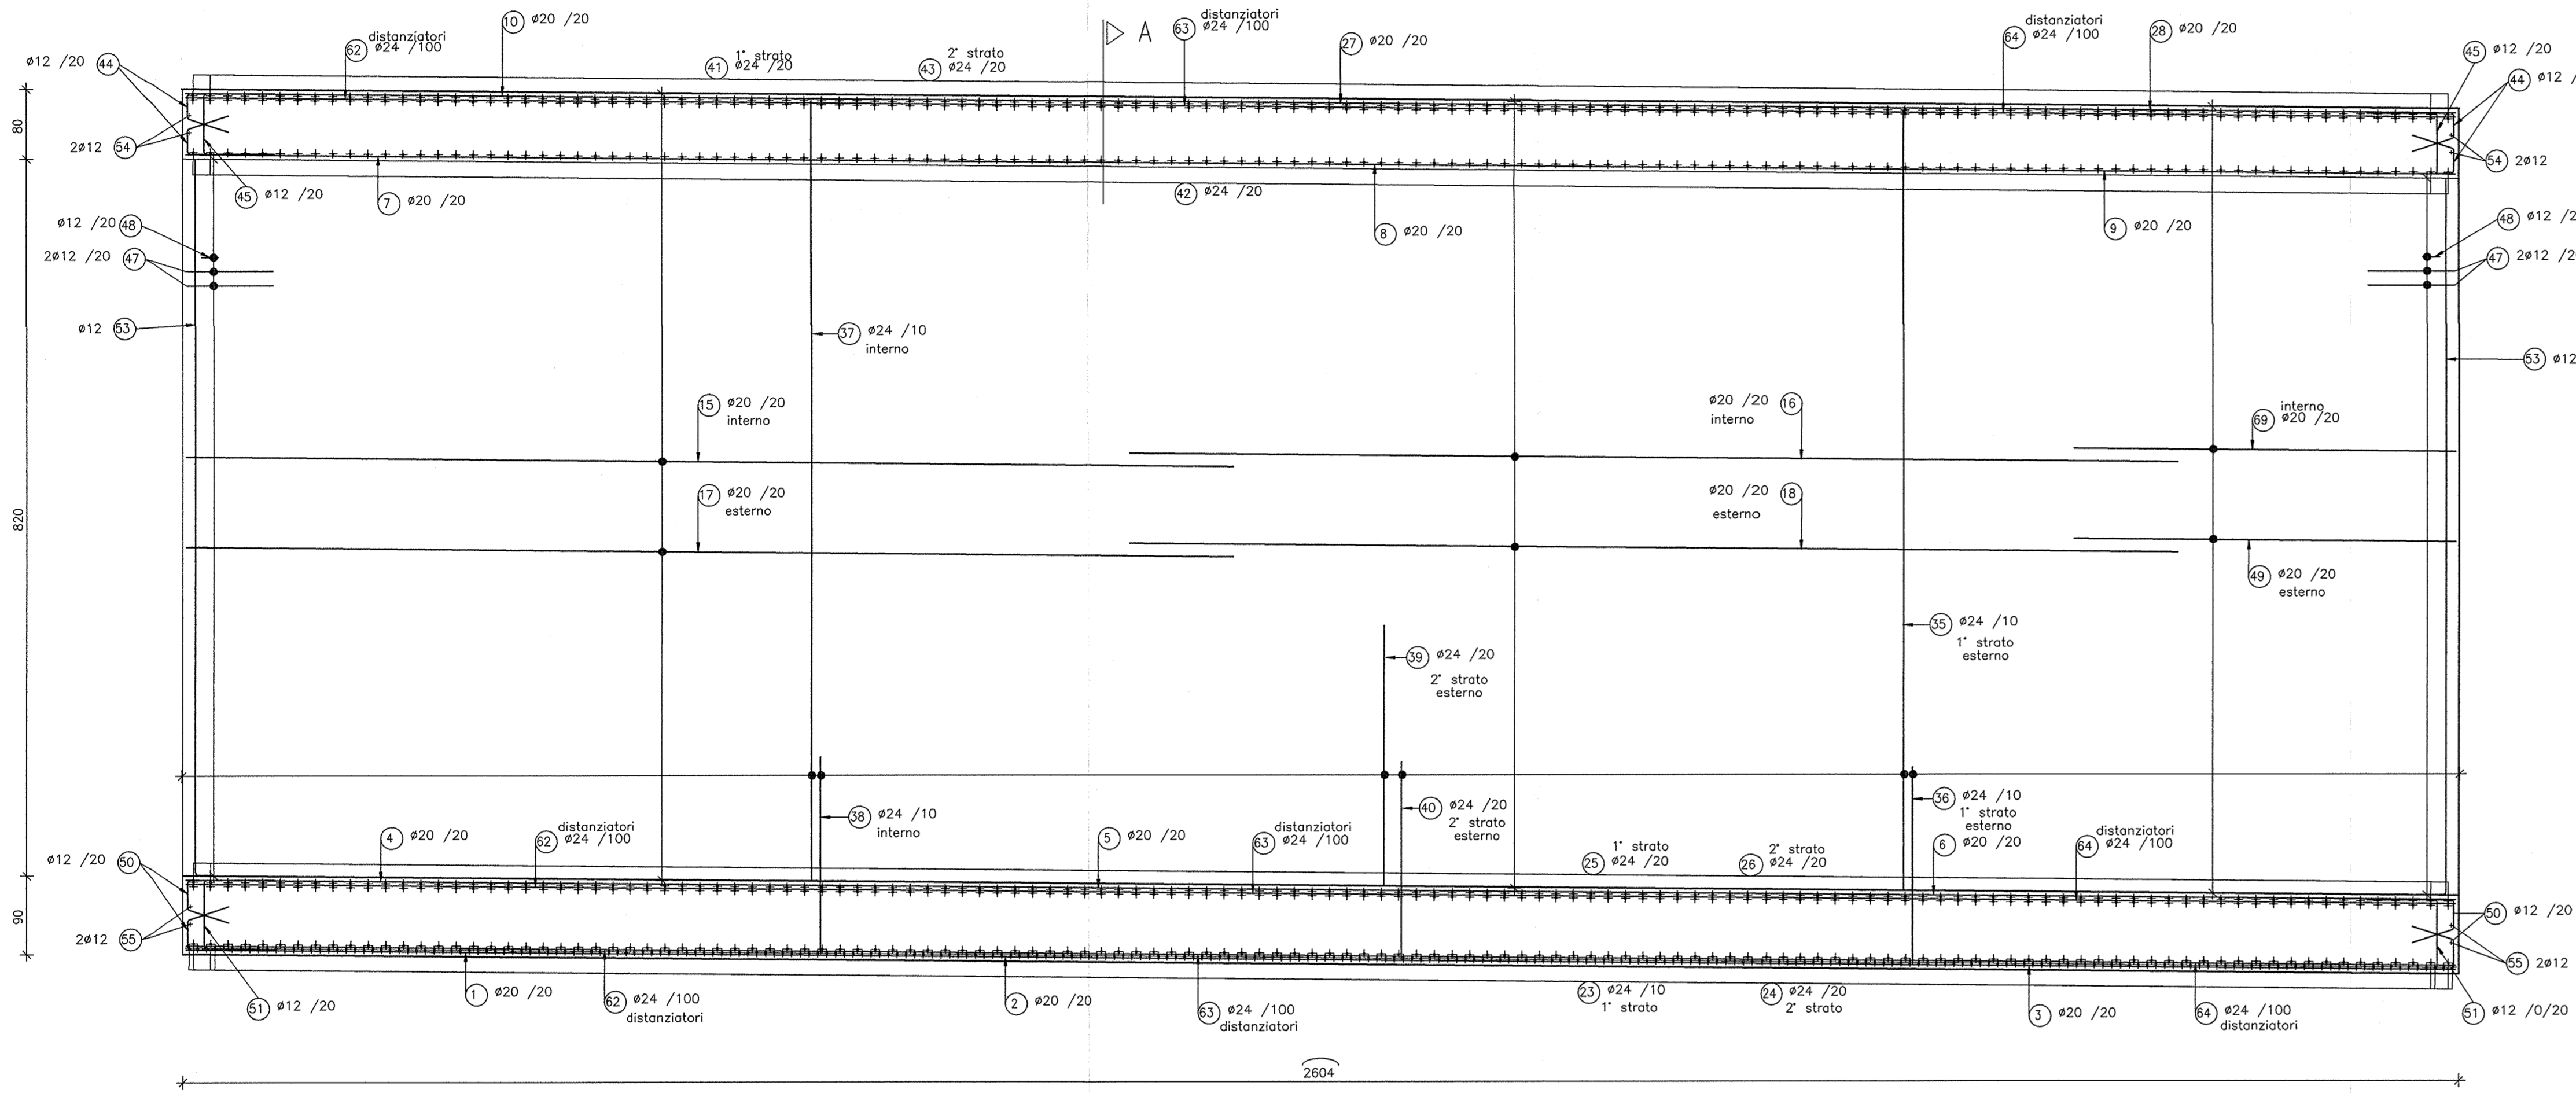 10 ø20 /20
distanziatori
62 ø24 /100
1° strato
41 ø24 /20
2° strato
43 ø24 /20
A
distanziatori
63 ø24 /100
27 ø20 /20
distanziatori
64 ø24 /100
28 ø20 /20
45 ø12 /20
ø12 /20 44
44 ø12 /
80
2ø12 54
54 2ø12
45 ø12 /20
7 ø20 /20
42 ø24 /20
8 ø20 /20
9 ø20 /20
ø12 /20 48
48 ø12 /2
2ø12 /20 47
47 2ø12 /2
ø12 53
37 ø24 /10
interno
53 ø12
15 ø20 /20
interno
ø20 /20 16
interno
interno
69 ø20 /20
17 ø20 /20
esterno
ø20 /20 18
esterno
820
49 ø20 /20
esterno
35 ø24 /10
1° strato
esterno
39 ø24 /20
2° strato
esterno
38 ø24 /10
interno
40 ø24 /20
2° strato
esterno
36 ø24 /10
1° strato
esterno
4 ø20 /20
distanziatori
62 ø24 /100
5 ø20 /20
distanziatori
63 ø24 /100
1° strato
25 ø24 /20
2° strato
26 ø24 /20
6 ø20 /20
distanziatori
64 ø24 /100
ø12 /20 50
50 ø12 /20
90
2ø12 55
55 2ø12
51 ø12 /20
1 ø20 /20
62 ø24 /100
distanziatori
2 ø20 /20
63 ø24 /100
distanziatori
23 ø24 /10
1° strato
24 ø24 /20
2° strato
3 ø20 /20
64 ø24 /100
distanziatori
51 ø12 /0/20
2604